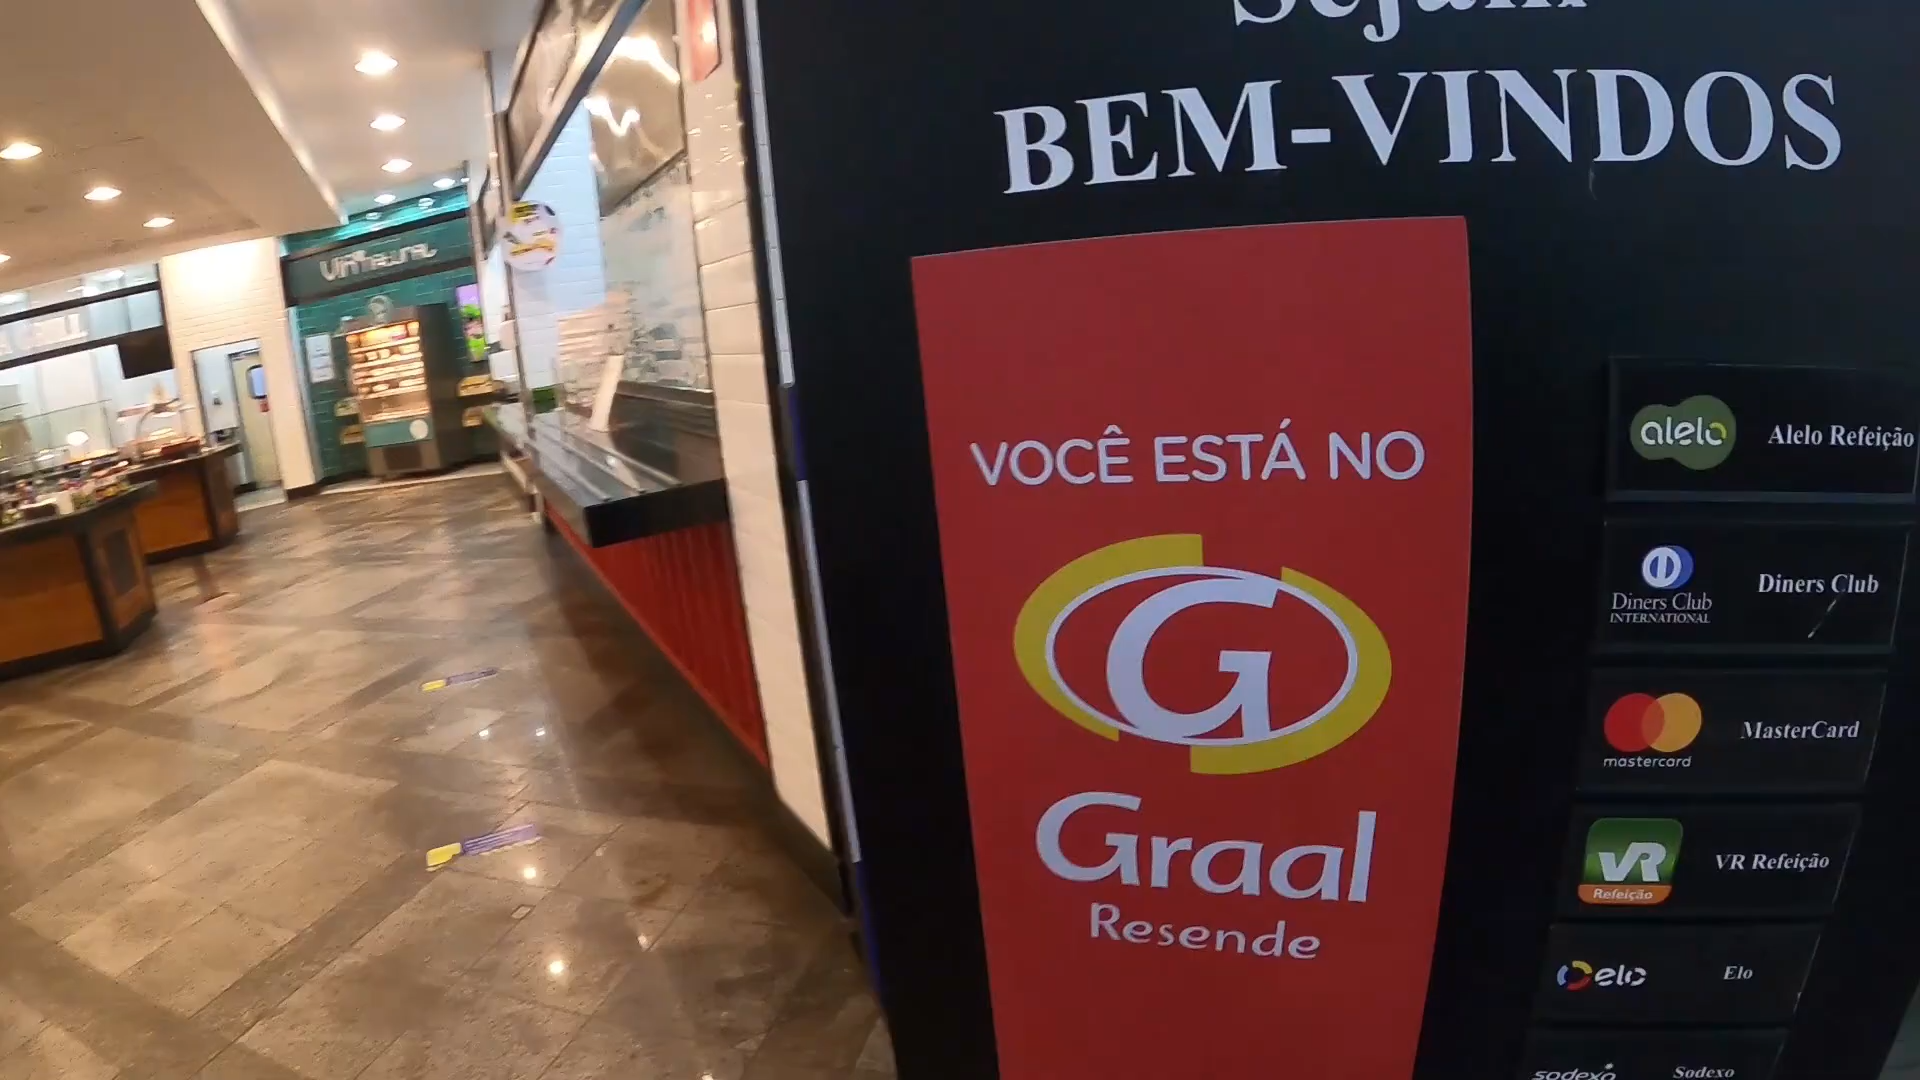 Sejam
BEM-VINDOS
VOCÊ ESTÁ NO
G
Graal
Resende
alelo
Alelo Refeição
Diners Club
INTERNATIONAL
Diners Club
mastercard
MasterCard
VR
Refeição
VR Refeição
elo
Elo
sodexo
Sodexo